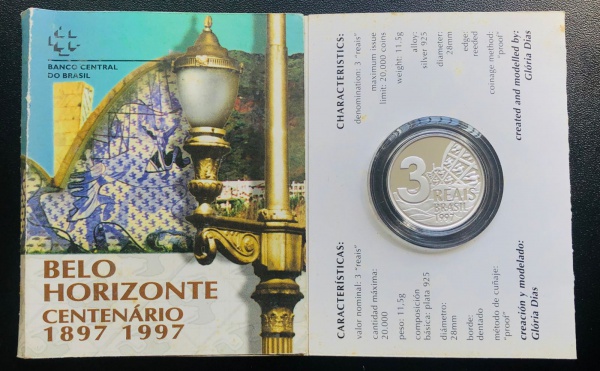 BANCO CENTRAL
DO BRASIL
BELO
HORIZONTE
CENTENÁRIO
1897 1997
CHARACTERISTICS:
denomination: 3 "reais"
maximum issue
limit: 20.000 coins
weight: 11.5g
alloy:
silver 925
diameter:
28mm
edge:
reeded
coinage method:
"proof"
created and modelled by:
Glória Dias
3
REAIS
BRASIL
1997
CARACTERÍSTICAS:
valor nominal: 3 "reais"
cantidad máxima:
20.000
peso: 11,5g
composición
básica: plata 925
diámetro:
28mm
borde:
dentado
método de cuñaje:
"proof"
creación y modelado:
Glória Dias